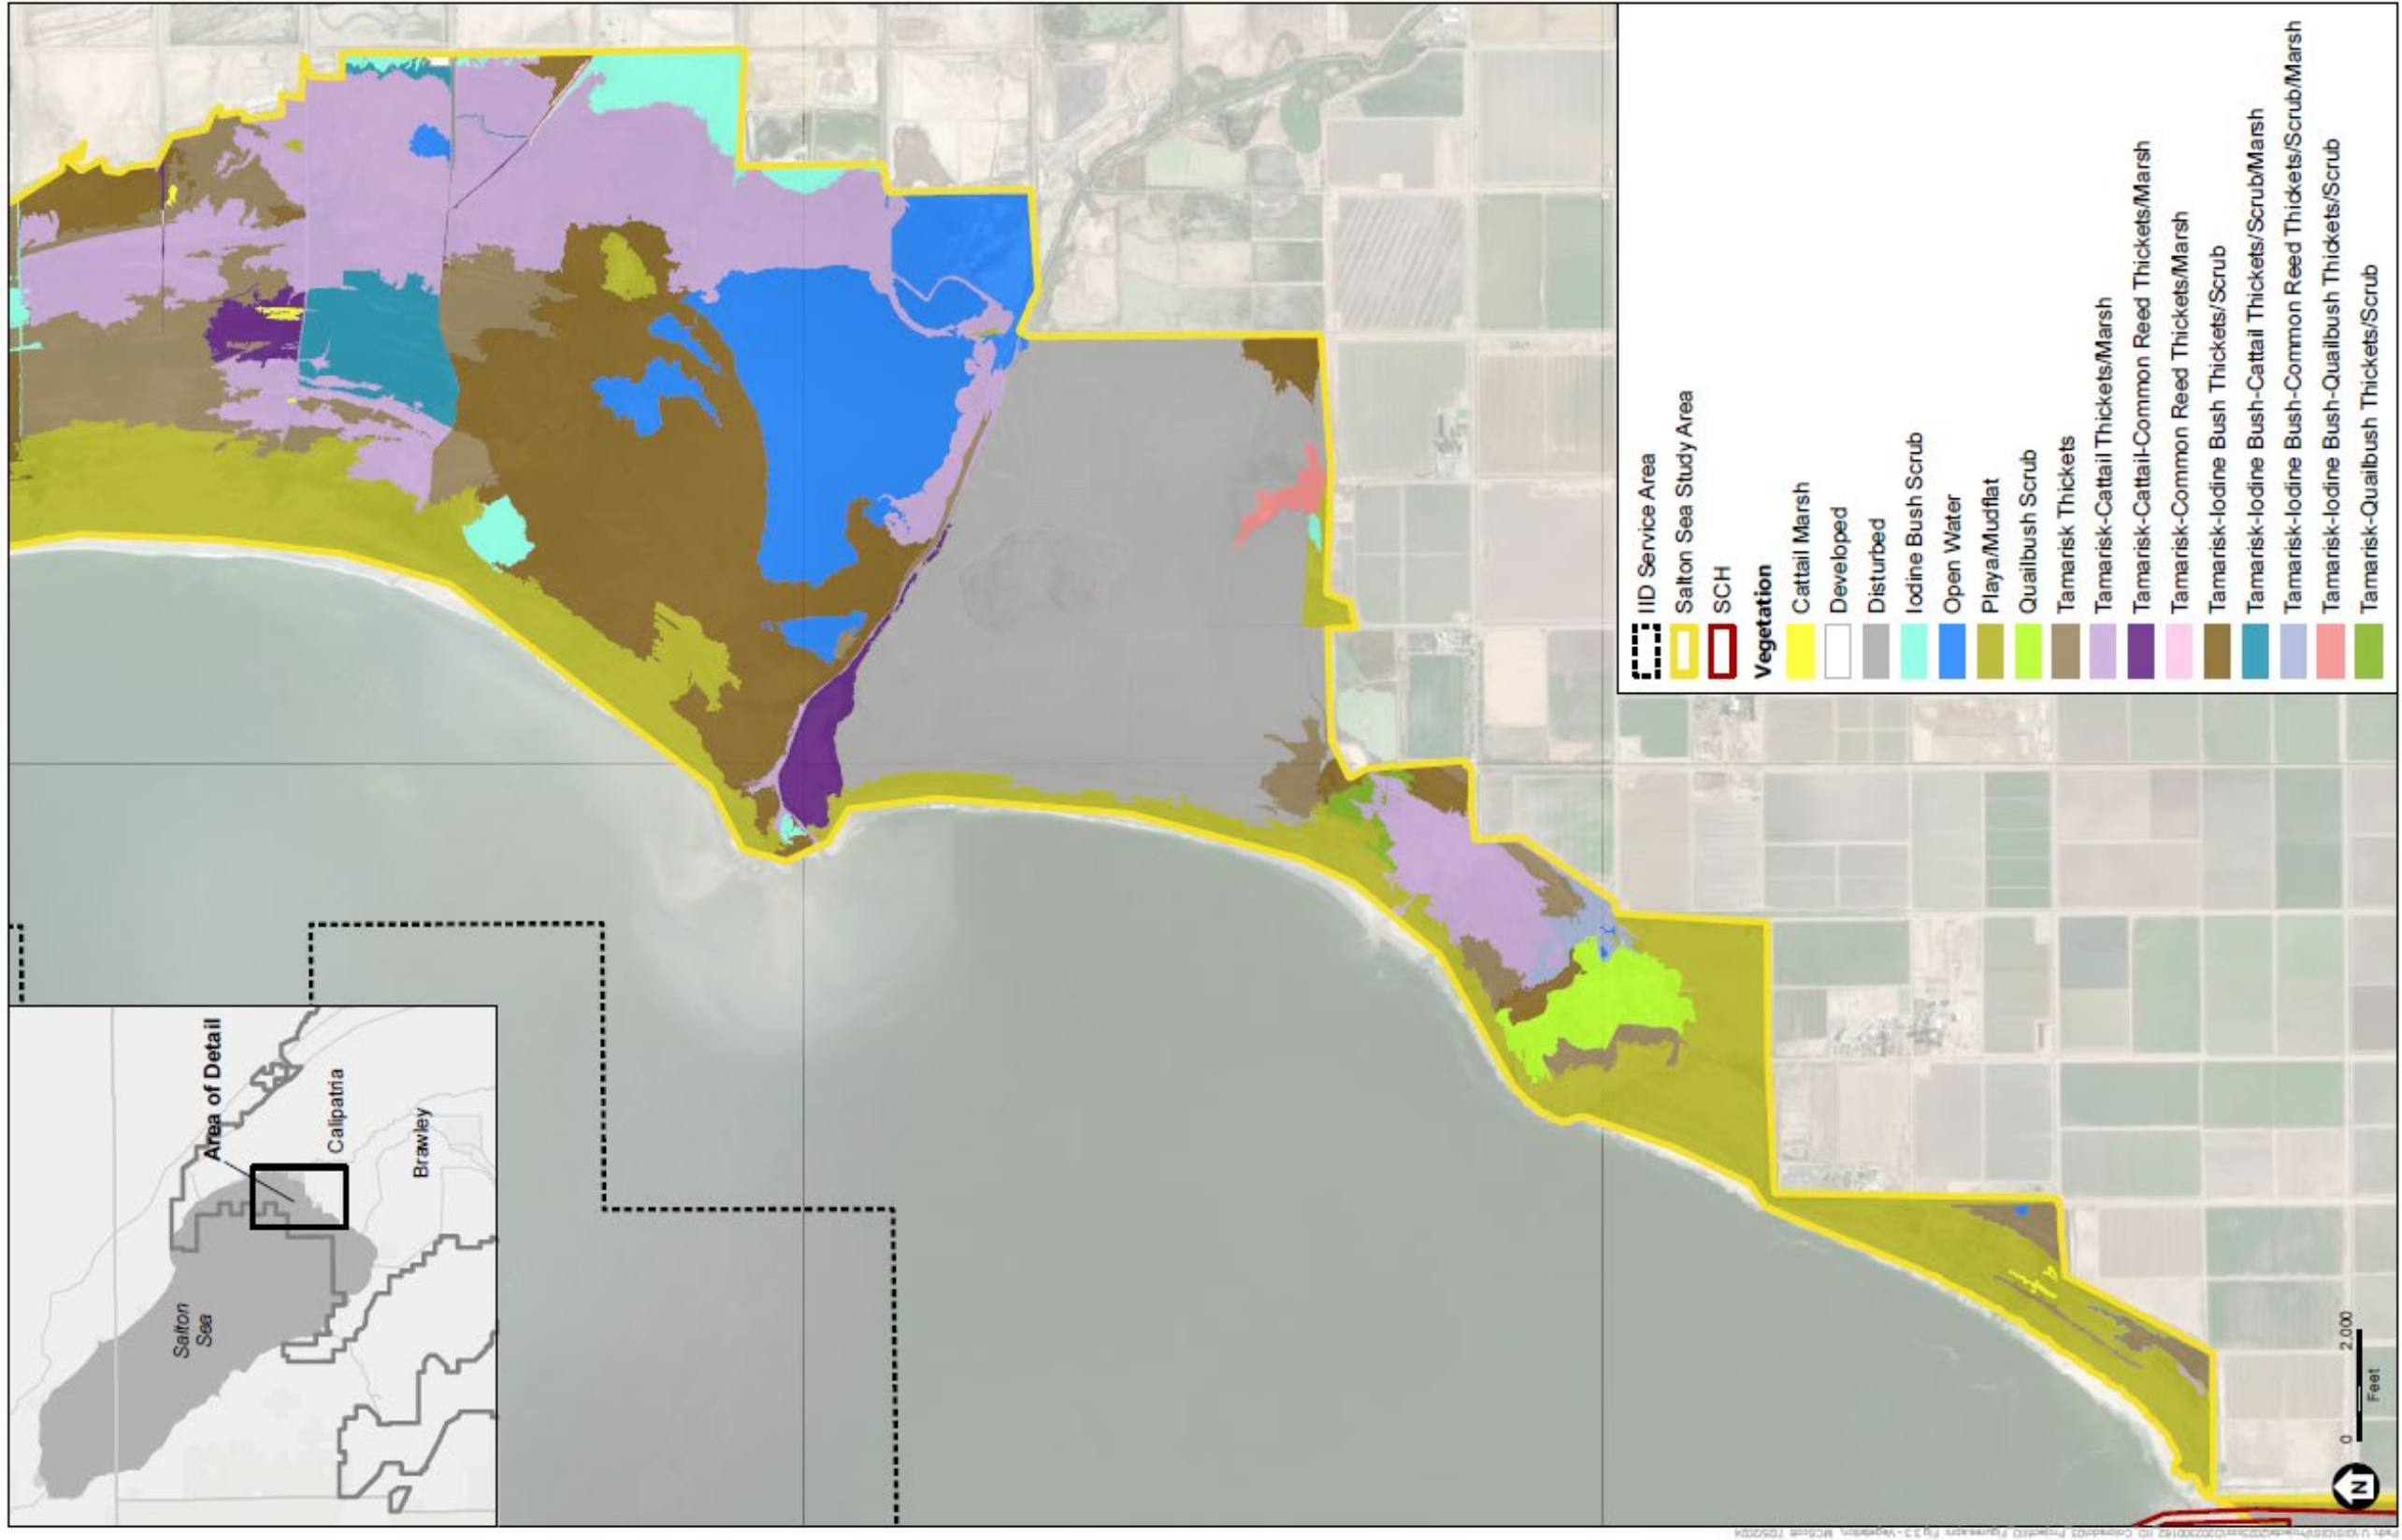 Area of Detail
Salton
Sea
Calipatria
Brawley
IID Service Area
Salton Sea Study Area
SCH
Vegetation
Cattail Marsh
Developed
Disturbed
Iodine Bush Scrub
Open Water
Playa/Mudflat
Quailbush Scrub
Tamarisk Thickets
Tamarisk-Cattail Thickets/Marsh
Tamarisk-Cattail-Common Reed Thickets/Marsh
Tamarisk-Common Reed Thickets/Marsh
Tamarisk-Iodine Bush Thickets/Scrub
Tamarisk-Iodine Bush-Cattail Thickets/Scrub/Marsh
Tamarisk-Iodine Bush-Common Reed Thickets/Scrub/Marsh
Tamarisk-Iodine Bush-Quailbush Thickets/Scrub
Tamarisk-Quailbush Thickets/Scrub
N
0 2,000
Feet